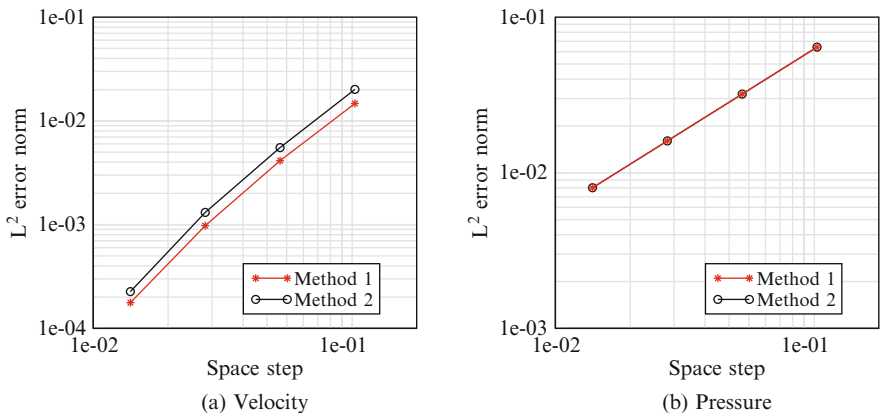 1e-01
1e-02
1e-03
1e-04
L² error norm
1e-02
1e-01
Space step
Method 1
Method 2
(a) Velocity
1e-01
1e-02
1e-03
L² error norm
1e-02
1e-01
Space step
Method 1
Method 2
(b) Pressure